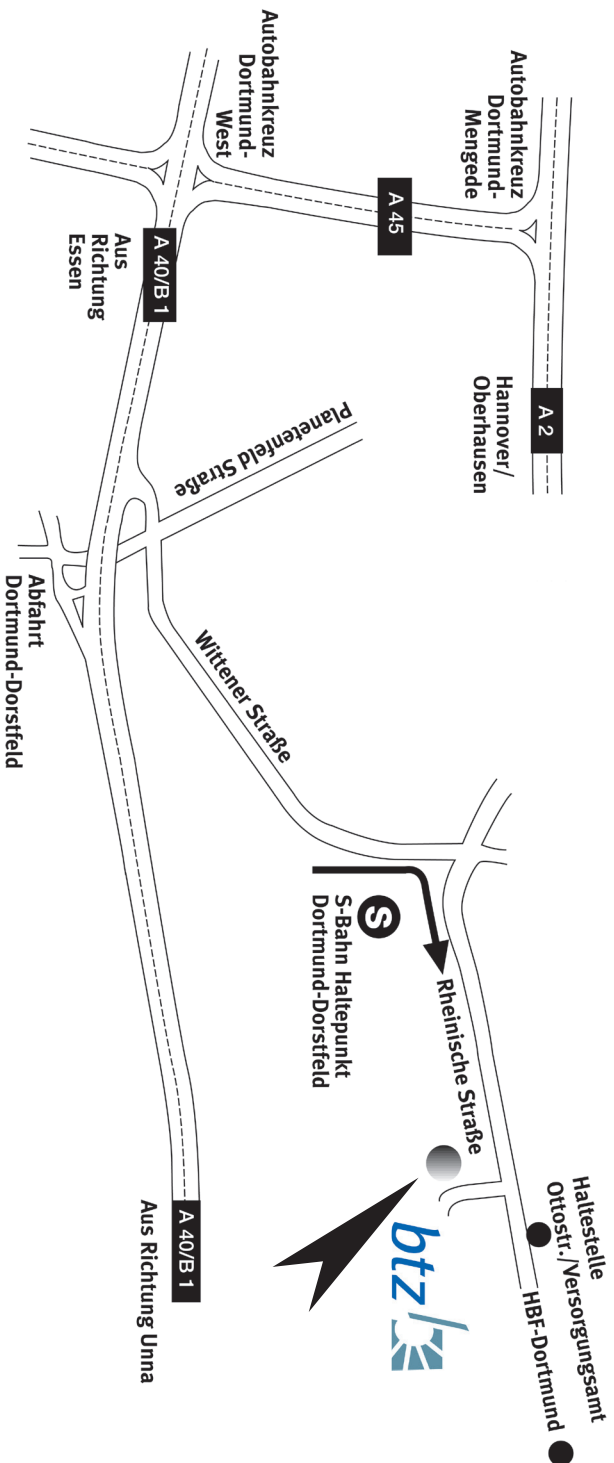 Autobahnkreuz
Dortmund-
Mengede
A 2
Hannover/
Oberhausen
A 45
Autobahnkreuz
Dortmund-
West
A 40/B 1
Aus
Richtung
Essen
Planetenfeld Straße
Abfahrt
Dortmund-Dorstfeld
Wittener Straße
S
S-Bahn Haltepunkt
Dortmund-Dorstfeld
Rheinische Straße
Haltestelle
Ottostr./Versorgungsamt
HBF-Dortmund
btz
A 40/B 1
Aus Richtung Unna